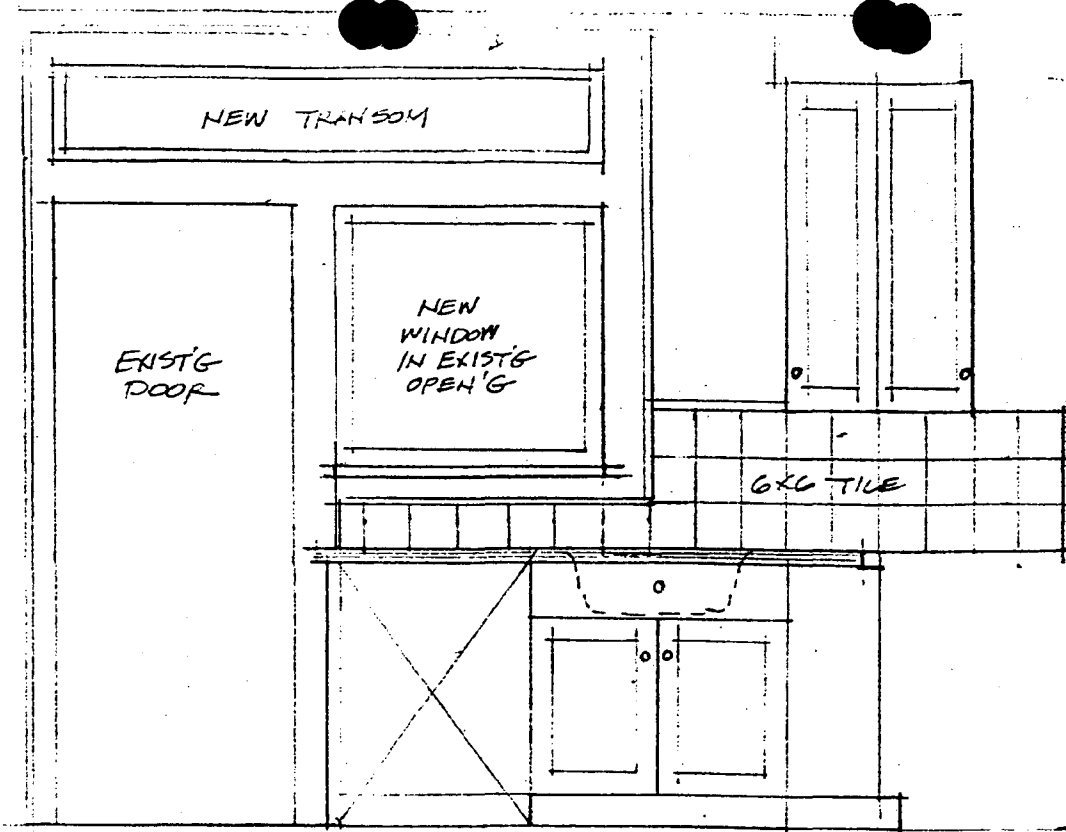 NEW TRANSOM
EXIST'G
DOOR
NEW
WINDOW
IN EXIST'G
OPEN'G
6X6 TILE